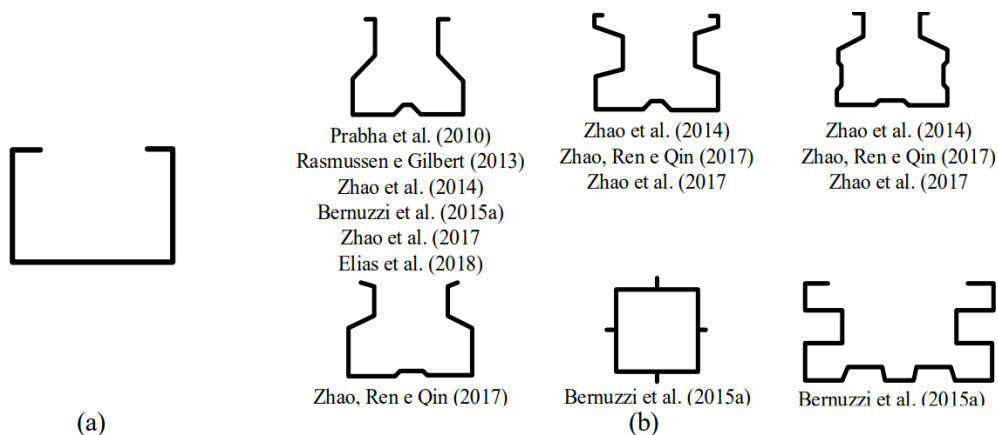 Prabha et al. (2010)
Rasmussen e Gilbert (2013)
Zhao et al. (2014)
Bernuzzi et al. (2015a)
Zhao et al. 2017
Elias et al. (2018)
Zhao et al. (2014)
Zhao, Ren e Qin (2017)
Zhao et al. (2017
Zhao et al. (2014)
Zhao, Ren e Qin (2017)
Zhao et al. (2017
Zhao, Ren e Qin (2017)
Bernuzzi et al. (2015a)
Bernuzzi et al. (2015a)
(a)
(b)